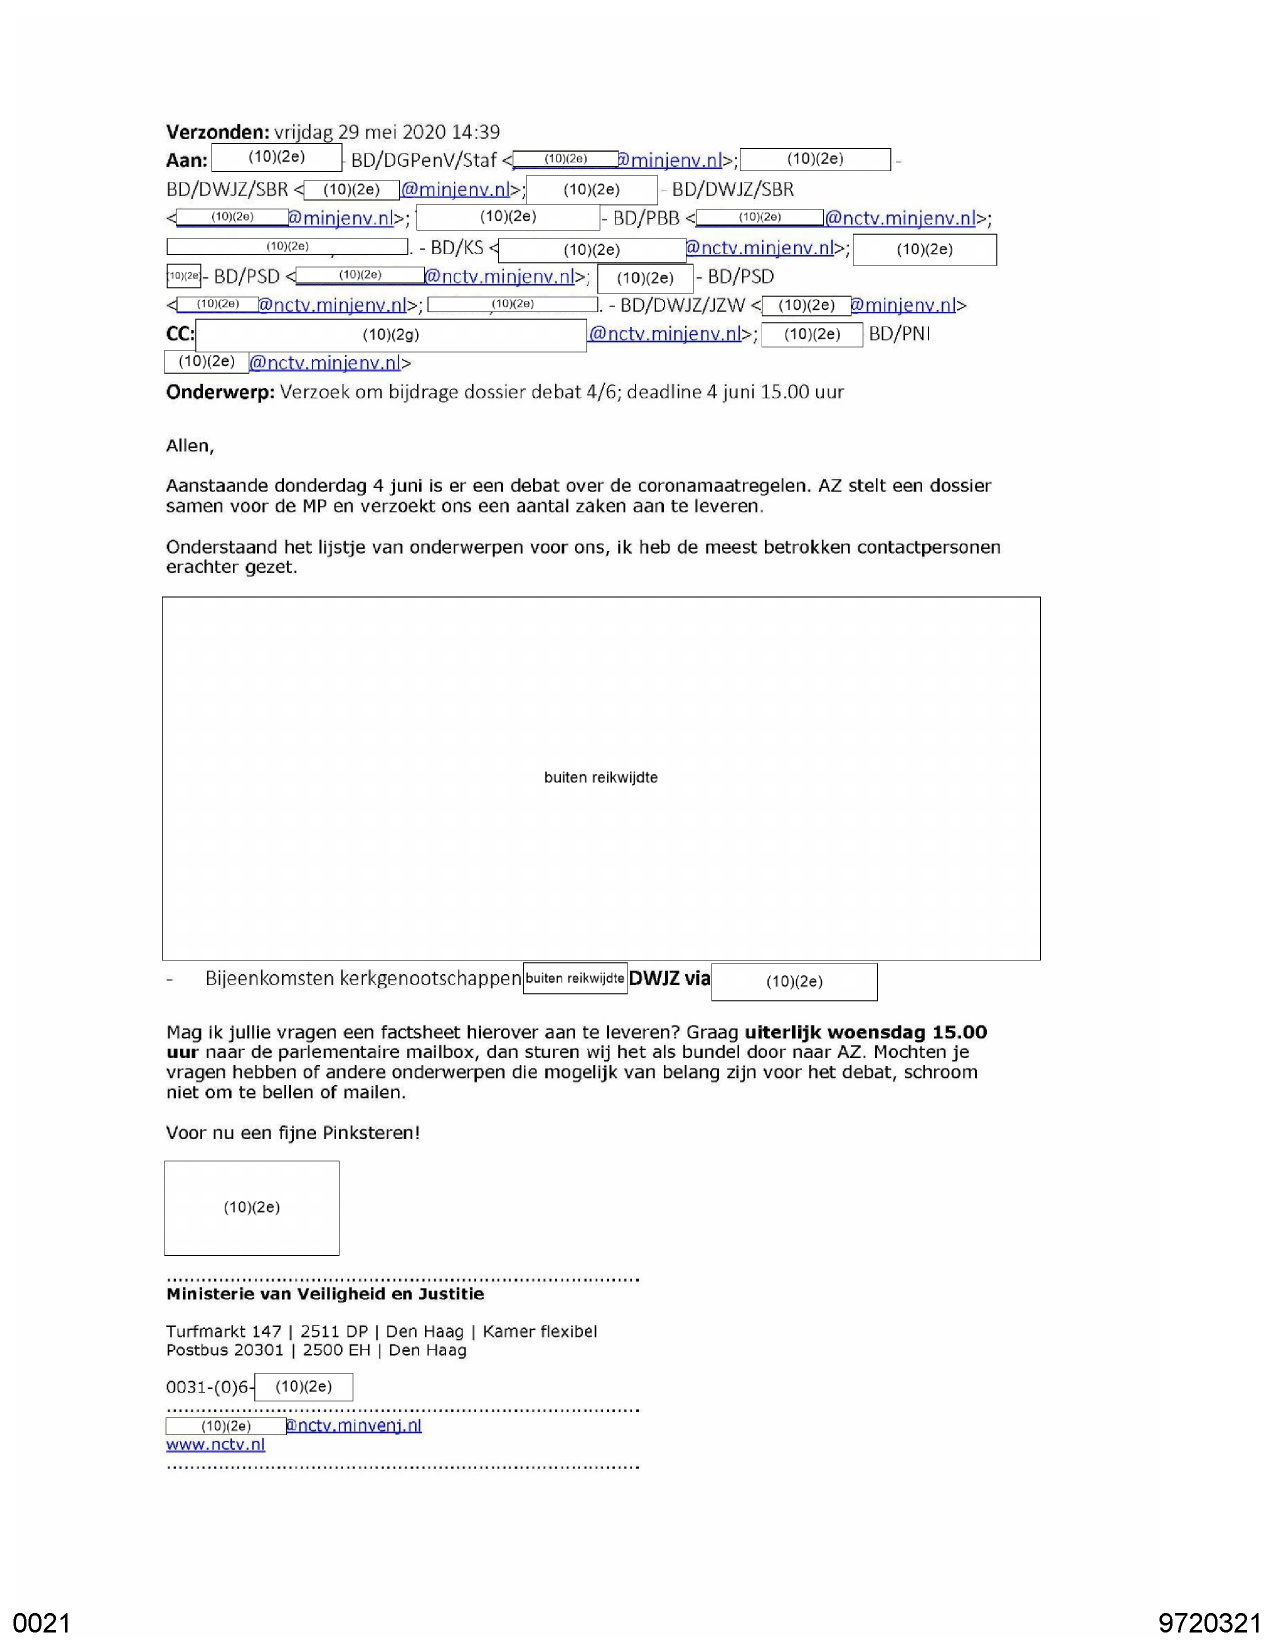 Verzonden: vrijdag 29 mei 2020 14:39
Aan: (10)(2e) - BD/DGPenV/Staf < (10)(2e) @minjenv.nl>; (10)(2e) -
BD/DWJZ/SBR < (10)(2e) @minjenv.nl>; (10)(2e) - BD/DWJZ/SBR
< (10)(2e) @minjenv.nl>; (10)(2e) - BD/PBB < (10)(2e) @nctv.minjenv.nl>;
(10)(2e) . - BD/KS < (10)(2e) @nctv.minjenv.nl>; (10)(2e)
(10)(2e) - BD/PSD < (10)(2e) @nctv.minjenv.nl>; (10)(2e) - BD/PSD
< (10)(2e) @nctv.minjenv.nl>; (10)(2e) . - BD/DWJZ/JZW < (10)(2e) @minjenv.nl>
CC: (10)(2g) @nctv.minjenv.nl>; (10)(2e) BD/PNI
(10)(2e) @nctv.minjenv.nl>
Onderwerp: Verzoek om bijdrage dossier debat 4/6; deadline 4 juni 15.00 uur
Allen,
Aanstaande donderdag 4 juni is er een debat over de coronamaatregelen. AZ stelt een dossier
samen voor de MP en verzoekt ons een aantal zaken aan te leveren.
Onderstaand het lijstje van onderwerpen voor ons, ik heb de meest betrokken contactpersonen
erachter gezet.
buiten reikwijdte
- Bijeenkomsten kerkgenootschappen buiten reikwijdte DWJZ via (10)(2e)
Mag ik jullie vragen een factsheet hierover aan te leveren? Graag uiterlijk woensdag 15.00
uur naar de parlementaire mailbox, dan sturen wij het als bundel door naar AZ. Mochten je
vragen hebben of andere onderwerpen die mogelijk van belang zijn voor het debat, schroom
niet om te bellen of mailen.
Voor nu een fijne Pinksteren!
(10)(2e)
................................................................................
Ministerie van Veiligheid en Justitie
Turfmarkt 147 | 2511 DP | Den Haag | Kamer flexibel
Postbus 20301 | 2500 EH | Den Haag
0031-(0)6- (10)(2e)
................................................................................
(10)(2e) @nctv.minvenj.nl
www.nctv.nl
................................................................................
0021
9720321